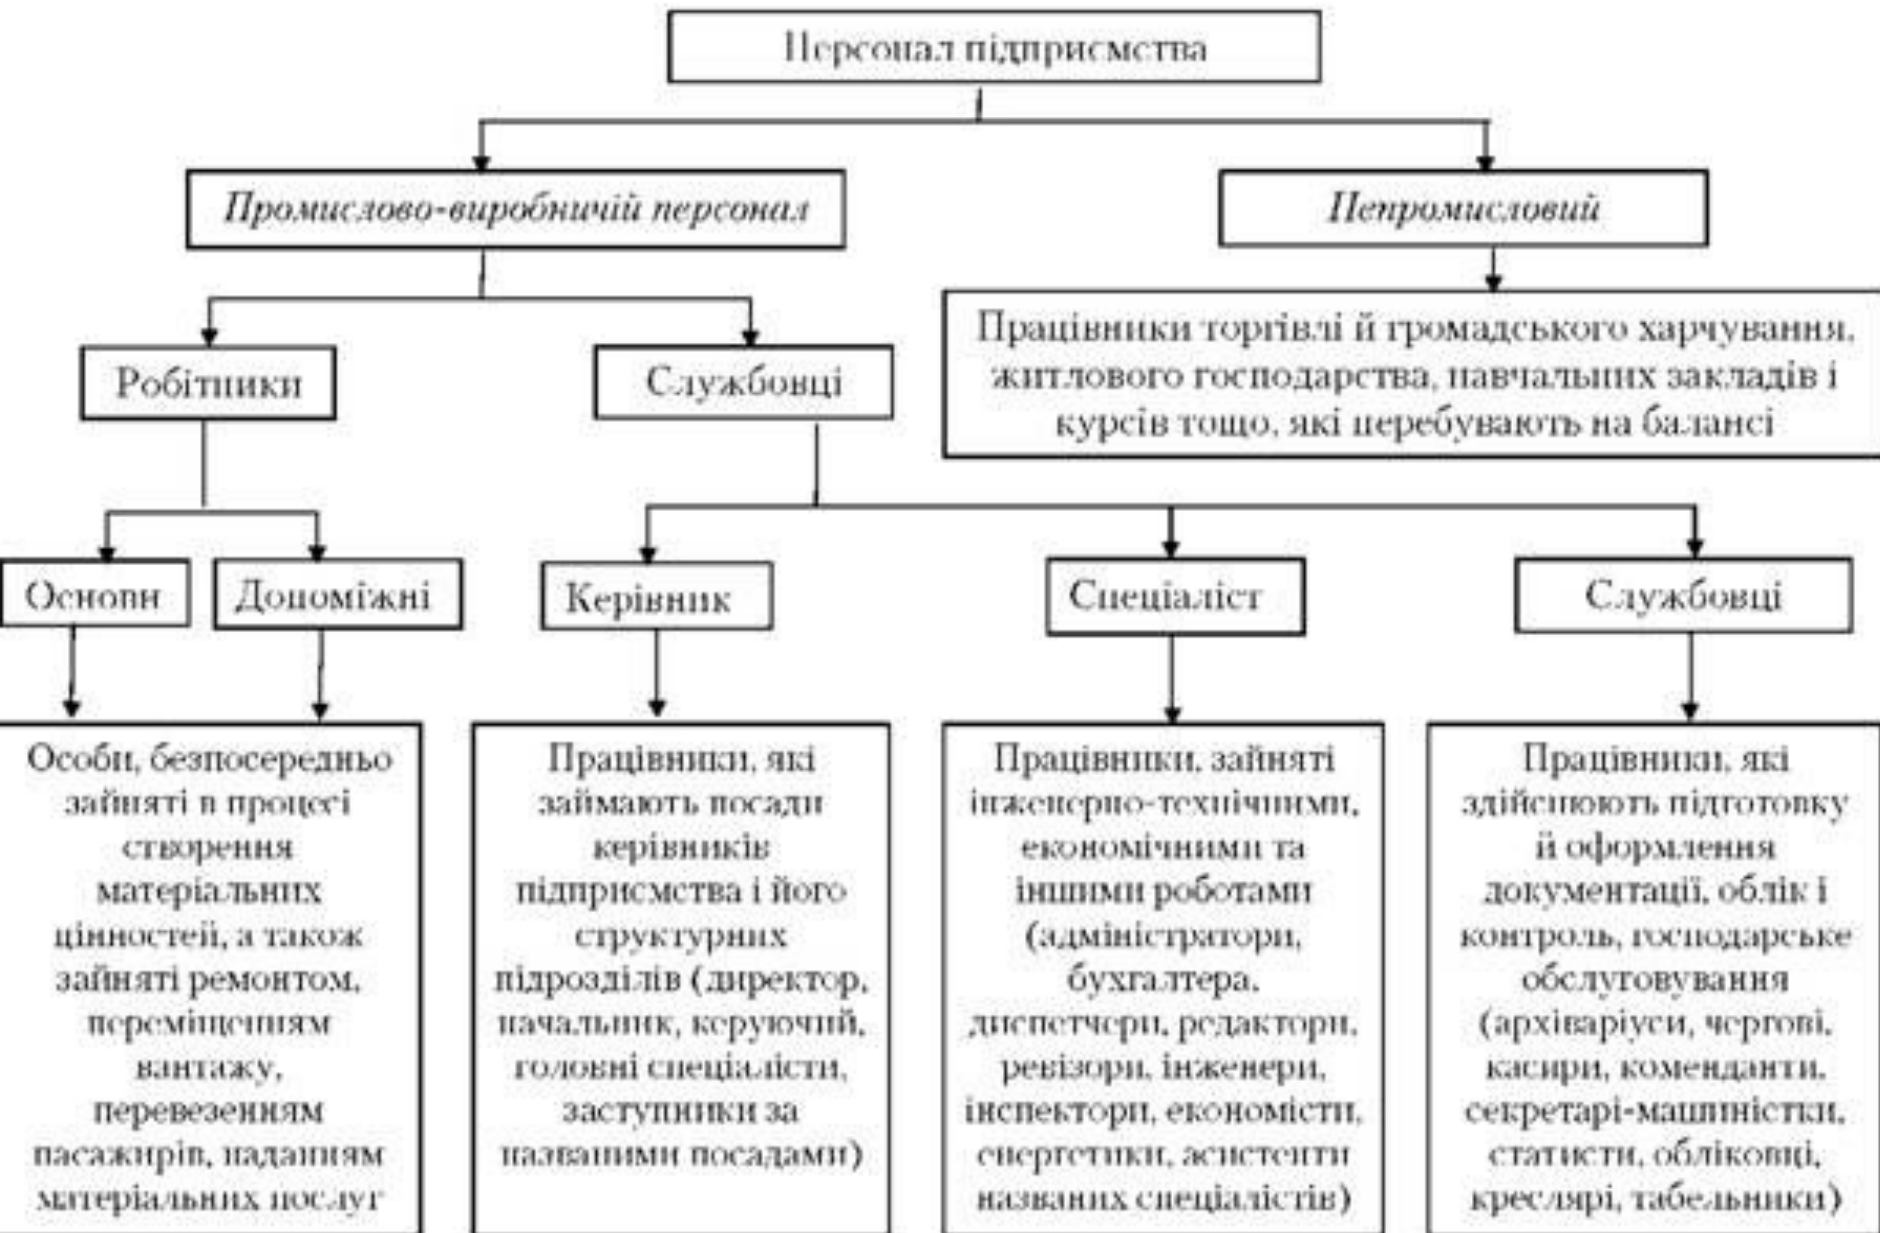 Персонал підприємства
Промислово-виробничій персонал
Непромисловий
Працівники торгівлі й громадського харчування,
житлового господарства, навчальних закладів і
курсів тощо, які перебувають на балансі
Робітники
Службовці
Основн
Допоміжні
Керівник
Спеціаліст
Службовці
Особи, безпосередньо
зайняті в процесі
створення
матеріальних
цінностей, а також
зайняті ремонтом,
переміщенням
вантажу,
перевезенням
пасажирів, наданням
матеріальних послуг
Працівники, які
займають посади
керівників
підприємства і його
структурних
підрозділів (директор,
начальник, керуючий,
головні спеціалісти,
заступники за
названими посадами)
Працівники, зайняті
інженерно-технічними,
економічними та
іншими роботами
(адміністратори,
бухгалтера,
диспетчери, редактори,
ревізори, інженери,
інспектори, економісти,
енергетики, асистенти
названих спеціалістів)
Працівники, які
здійснюють підготовку
й оформлення
документації, облік і
контроль, господарське
обслуговування
(архіваріуси, чергові,
касири, коменданти,
секретарі-машиністки,
статисти, обліковці,
креслярі, табельники)